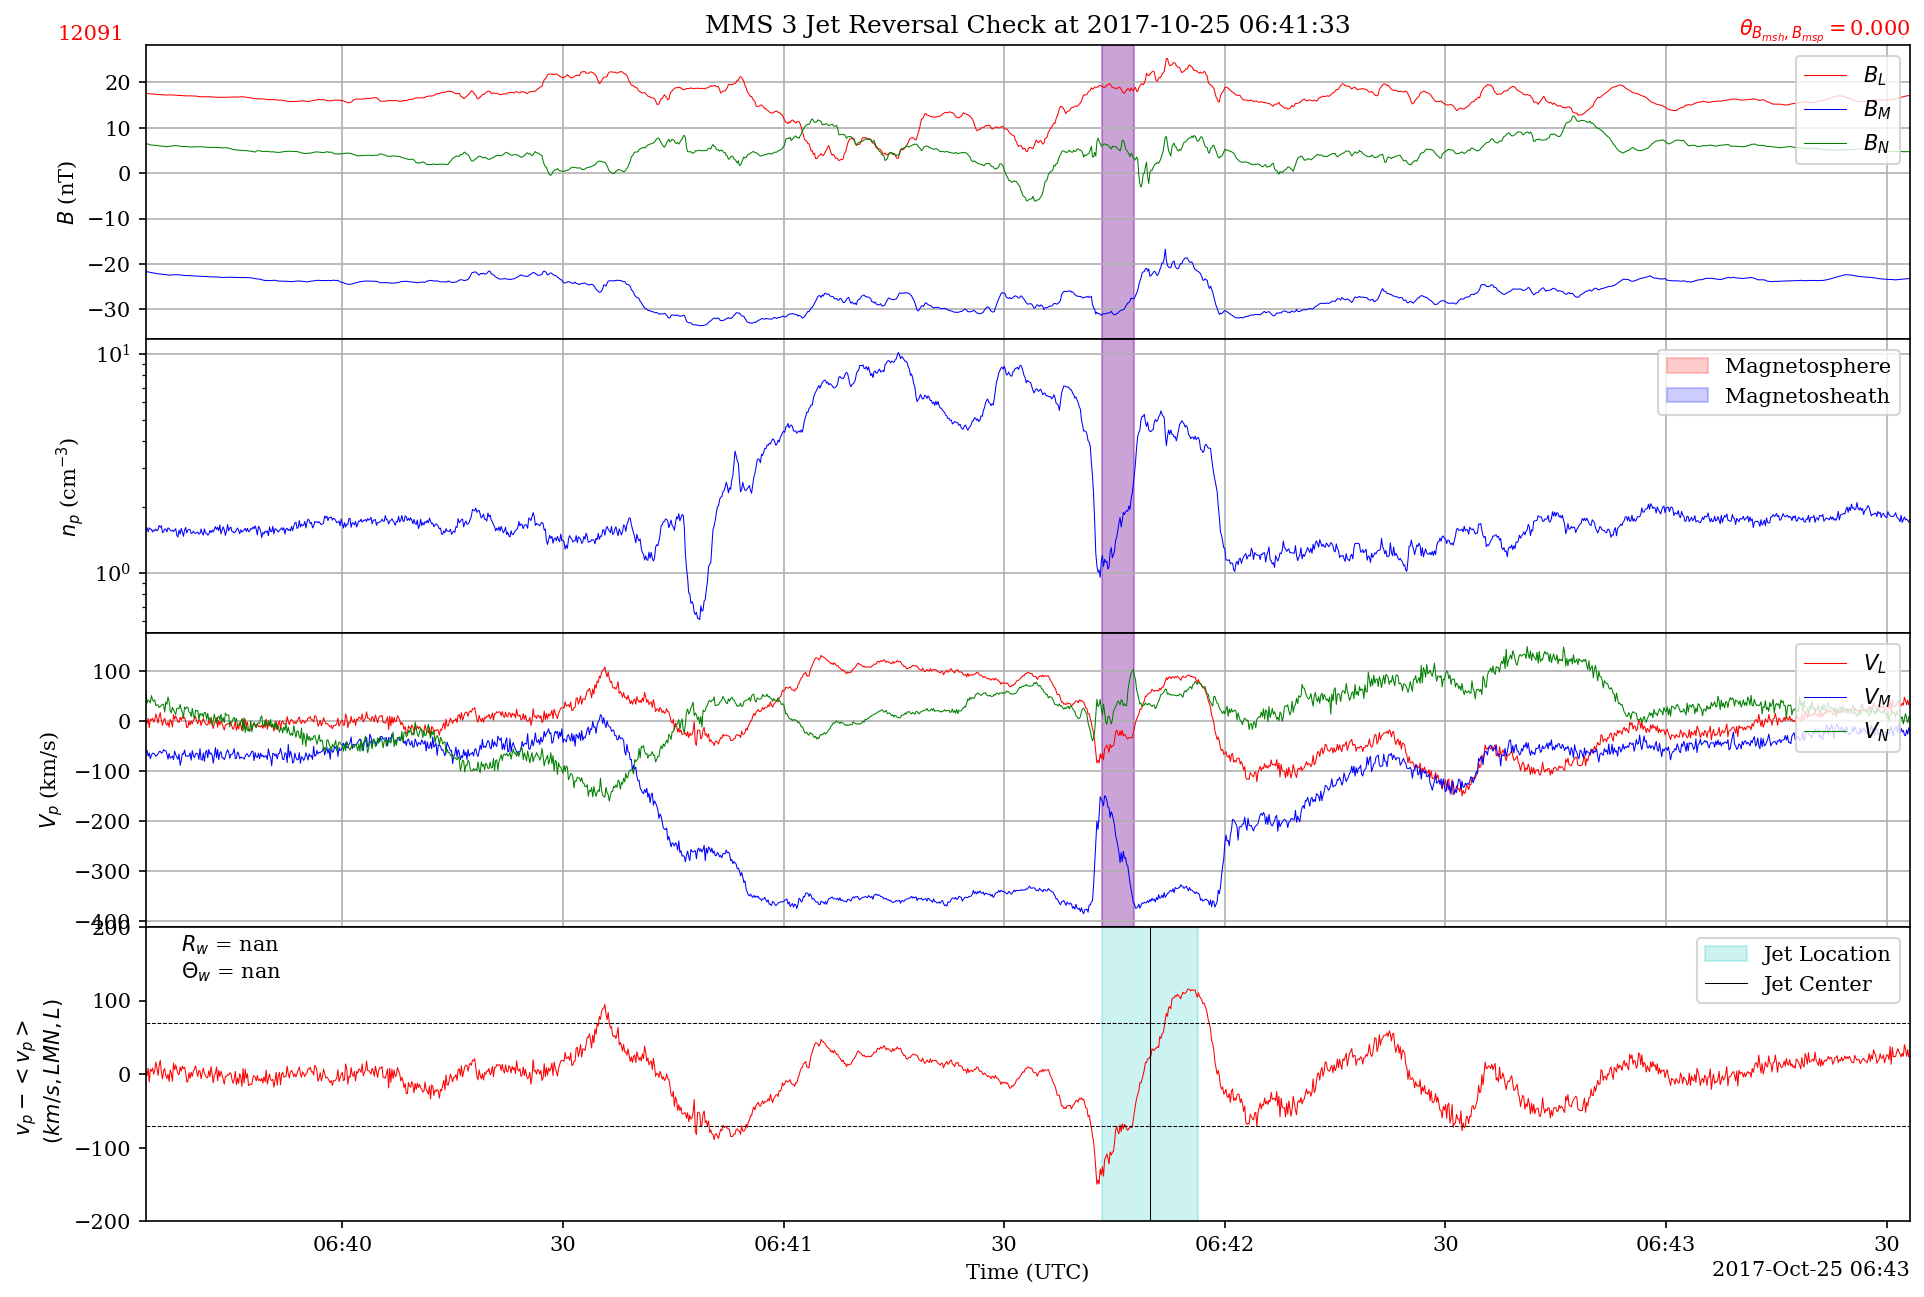 MMS 3 Jet Reversal Check at 2017-10-25 06:41:33
12091
θ_{B_{msh}, B_{msp}} = 0.000
B (nT)
20
10
0
−10
−20
−30
B_L
B_M
B_N
n_p (cm^{−3})
10^1
10^0
Magnetosphere
Magnetosheath
V_p (km/s)
100
0
−100
−200
−300
−400
V_L
V_M
V_N
v_p − < v_p >
(km/s, LMN, L)
200
100
0
−100
−200
R_w = nan
Θ_w = nan
Jet Location
Jet Center
06:40 30 06:41 30 06:42 30 06:43 30
Time (UTC)
2017-Oct-25 06:43